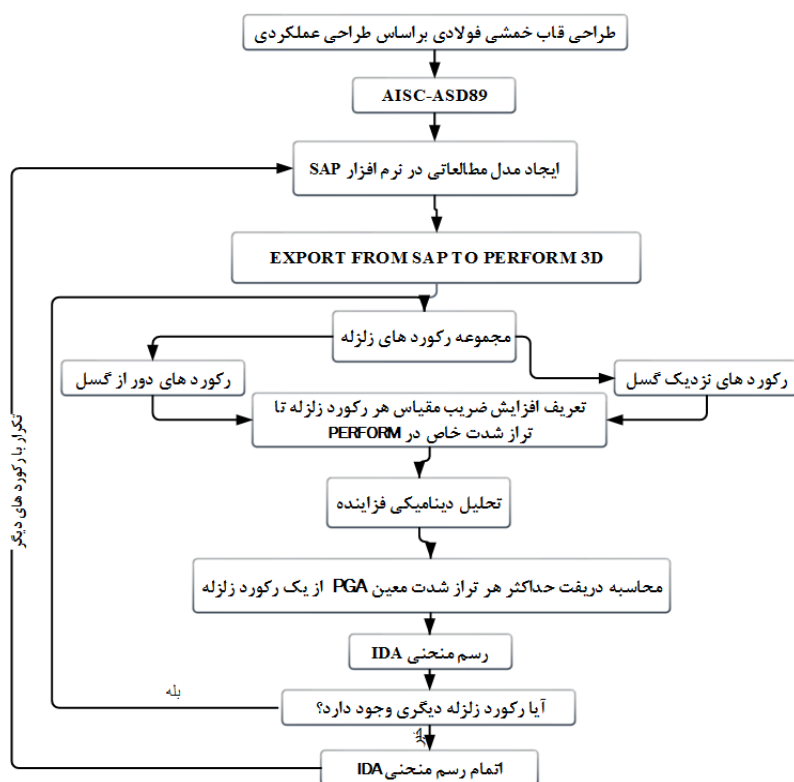 طراحی قاب خمشی فولادی براساس طراحی عملکردی
AISC-ASD89
ایجاد مدل مطالعاتی در نرم افزار SAP
EXPORT FROM SAP TO PERFORM 3D
مجموعه رکورد های زلزله
رکورد های نزدیک گسل
رکورد های دور از گسل
تعریف افزایش ضریب مقیاس هر رکورد زلزله تا
تراز شدت خاص در PERFORM
تحلیل دینامیکی فزاینده
محاسبه دریفت حداکثر هر تراز شدت معین PGA از یک رکورد زلزله
رسم منحنی IDA
آیا رکورد زلزله دیگری وجود دارد؟
بله
خیر
اتمام رسم منحنی IDA
تکرار با رکورد های دیگر